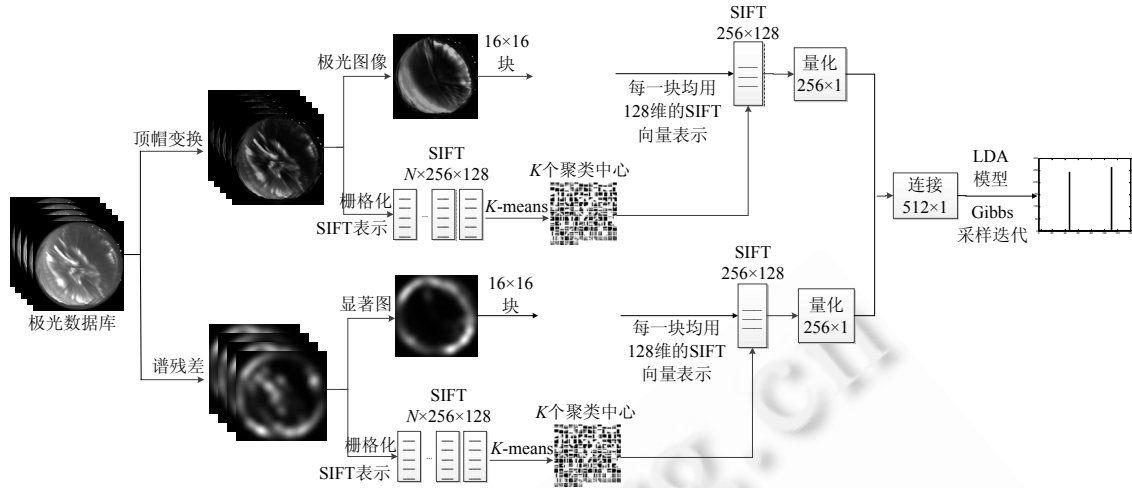 极光数据库
顶帽变换
谱残差
极光图像
16×16
块
栅格化
SIFT表示
SIFT
N×256×128
...
K-means
K个聚类中心
每一块均用
128维的SIFT
向量表示
SIFT
256×128
量化
256×1
显著图
16×16
块
栅格化
SIFT表示
SIFT
N×256×128
...
K-means
K个聚类中心
每一块均用
128维的SIFT
向量表示
SIFT
256×128
量化
256×1
连接
512×1
LDA
模型
Gibbs
采样迭代